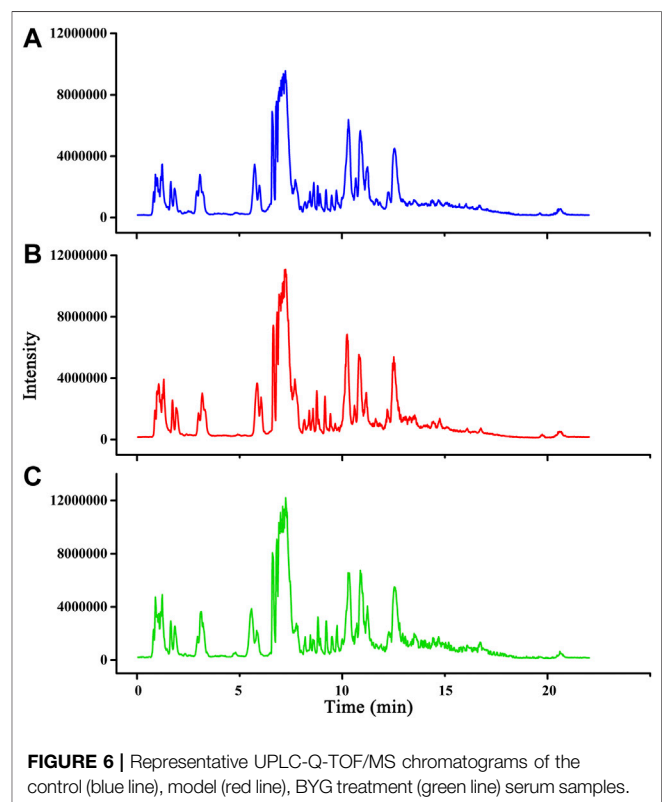 A
12000000
8000000
4000000
0
B
12000000
8000000
4000000
0
Intensity
C
12000000
8000000
4000000
0
0 5 10 15 20
Time (min)
FIGURE 6 | Representative UPLC-Q-TOF/MS chromatograms of the
control (blue line), model (red line), BYG treatment (green line) serum samples.